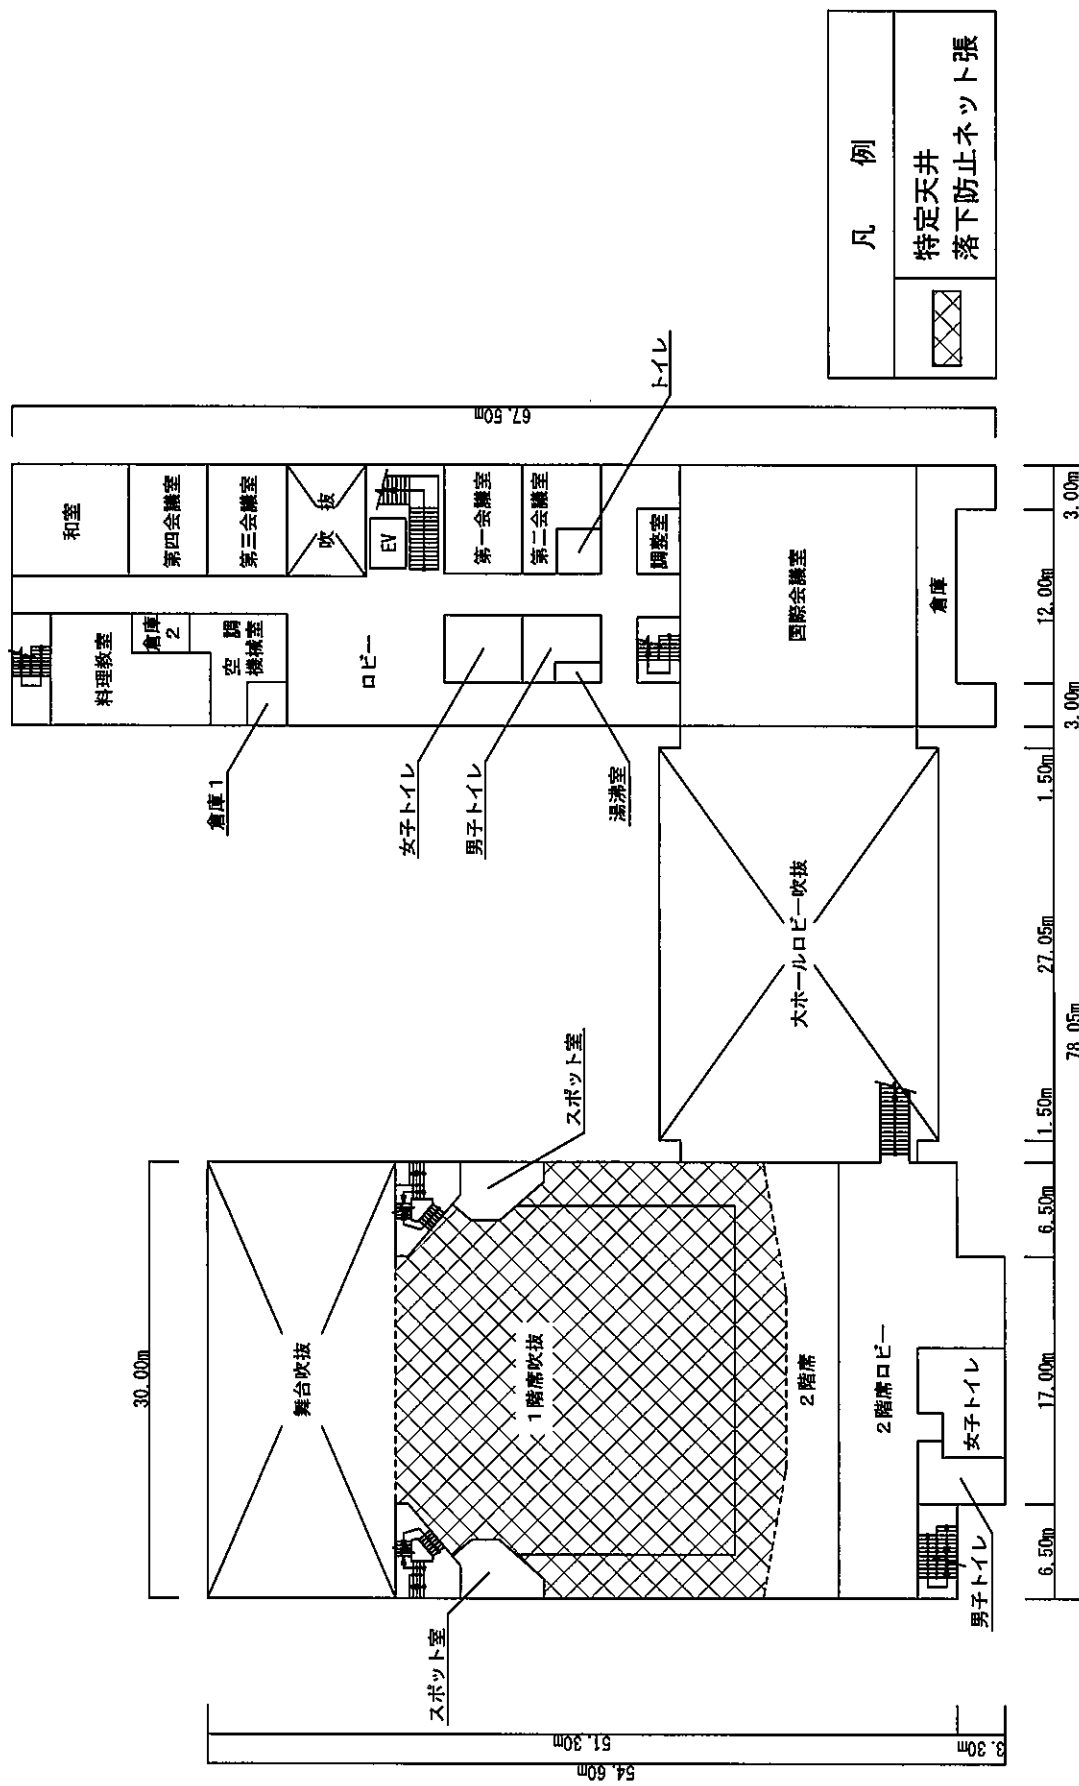 30.00m
舞台吹抜
スポット室
スポット室
1階席吹抜
2階席
2階席ロビー
女子トイレ
男子トイレ
54.60m
51.30m
3.30m
大ホールロビー吹抜
倉庫1
女子トイレ
男子トイレ
湯沸室
料理教室
倉庫
2
空調
機械室
ロビー
和室
第四会議室
第三会議室
吹抜
EV
第一会議室
第二会議室
トイレ
調整室
国際会議室
倉庫
67.50m
6.50m
17.00m
6.50m
1.50m
27.05m
1.50m
3.00m
12.00m
3.00m
78.05m
凡例
特定天井
落下防止ネット張